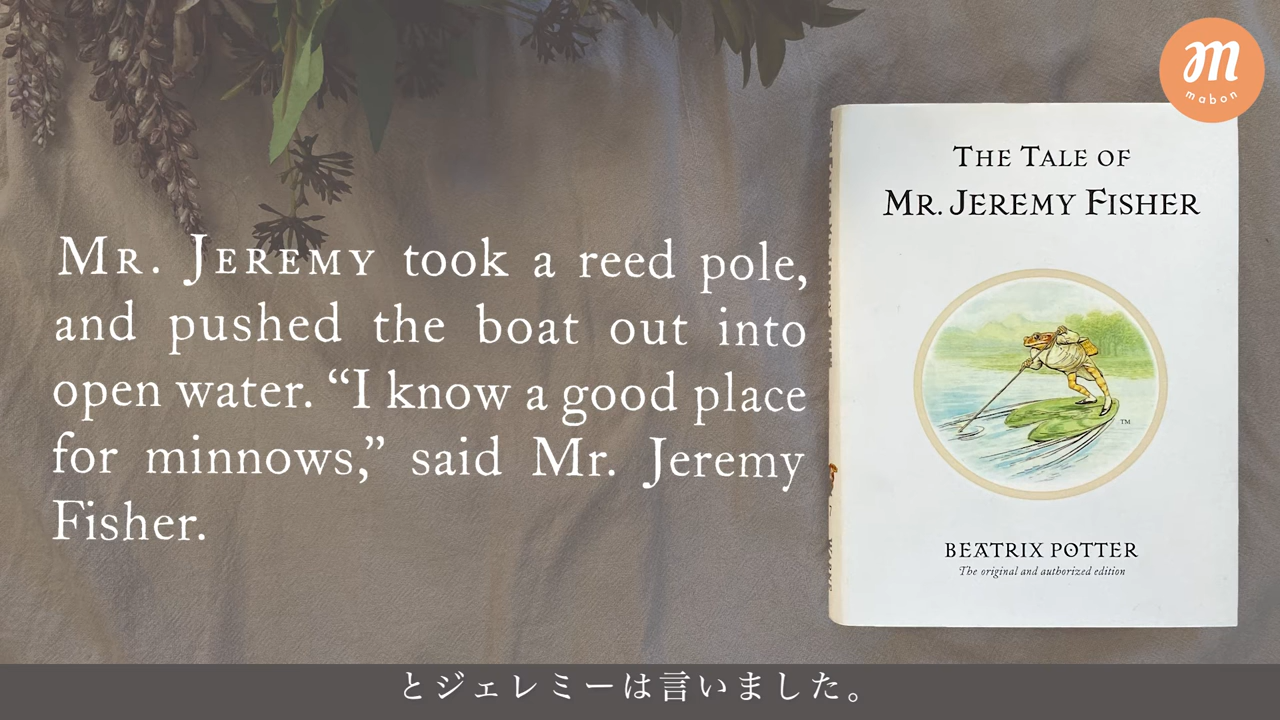 Mr. Jeremy took a reed pole,
and pushed the boat out into
open water. “I know a good place
for minnows,” said Mr. Jeremy
Fisher.
The Tale of
Mr. Jeremy Fisher
TM
BEATRIX POTTER
The original and authorized edition
m
mabon
とジェレミーは言いました。